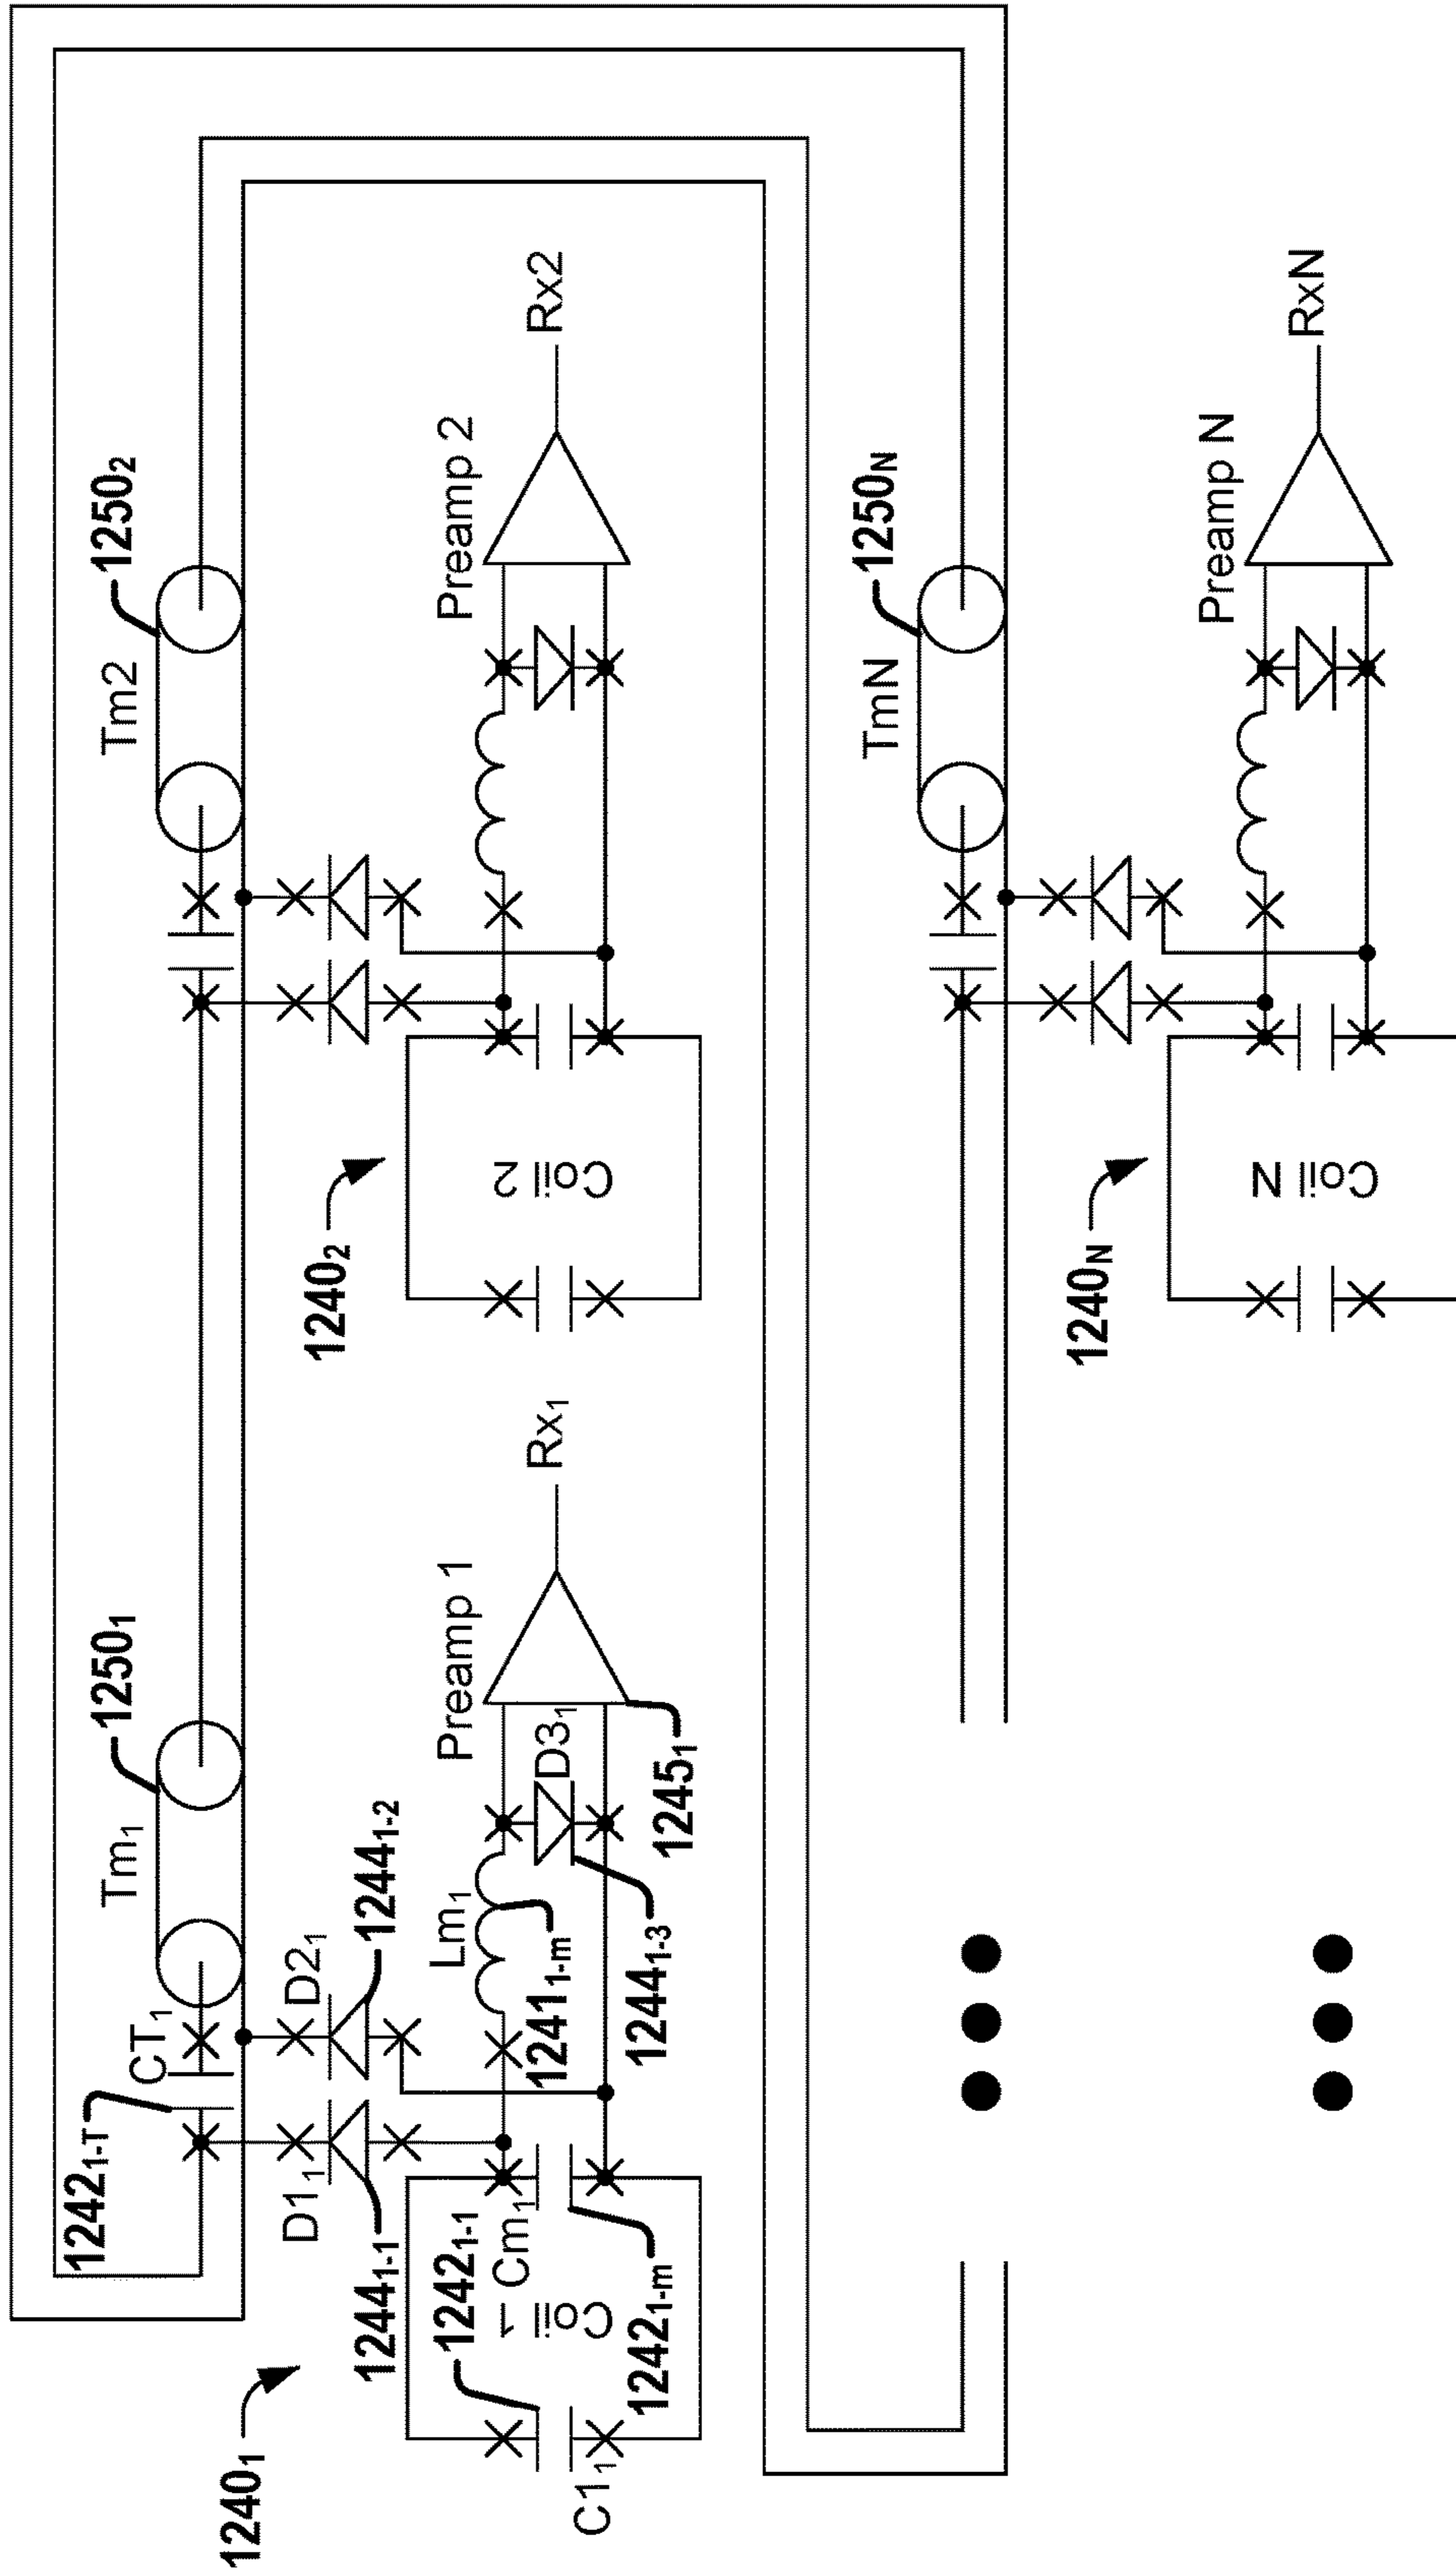 1240₁
1242₁₋T
CT₁
Tm₁
1250₁
D1₁
D2₁
1244₁₋₁
1244₁₋₂
C1₁
1242₁₋₁
Coil 1
Cm₁
1242₁₋m
Lm₁
1241₁₋m
D3₁
1244₁₋₃
Preamp 1
1245₁
Rx₁
1240₂
Coil 2
Tm2
1250₂
Preamp 2
Rx2
1240N
Coil N
TmN
1250N
Preamp N
RxN